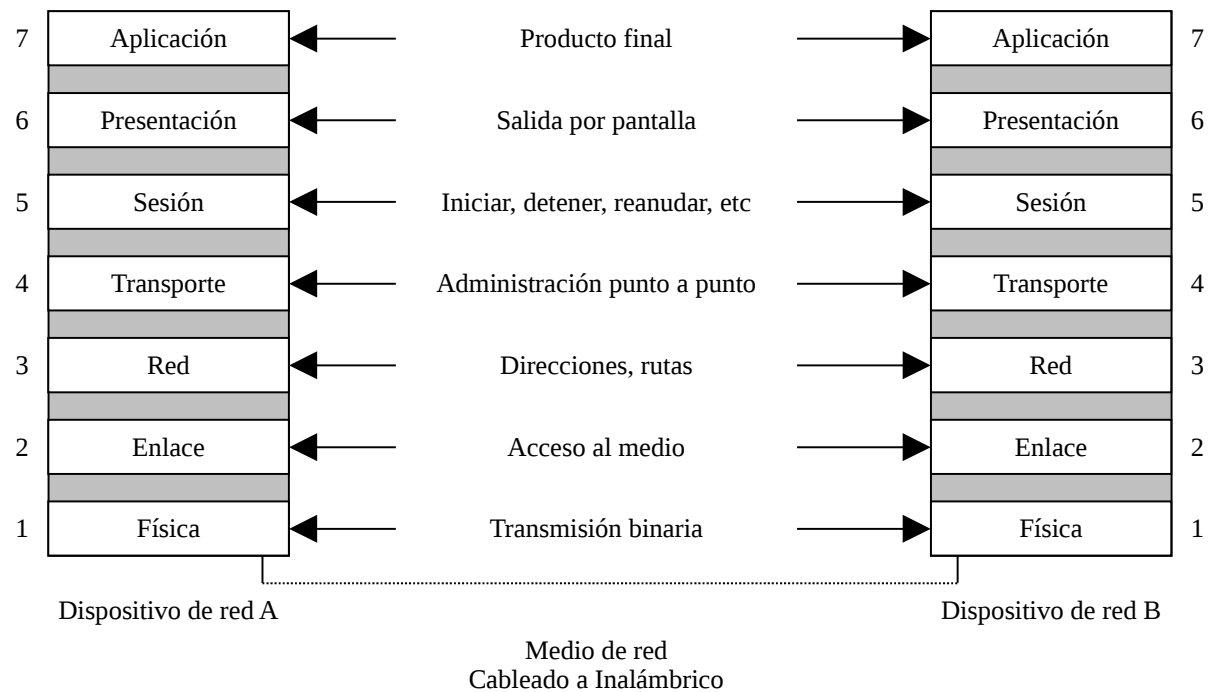 7 Aplicación Producto final Aplicación 7
6 Presentación Salida por pantalla Presentación 6
5 Sesión Iniciar, detener, reanudar, etc Sesión 5
4 Transporte Administración punto a punto Transporte 4
3 Red Direcciones, rutas Red 3
2 Enlace Acceso al medio Enlace 2
1 Física Transmisión binaria Física 1
Dispositivo de red A Dispositivo de red B
Medio de red
Cableado a Inalámbrico